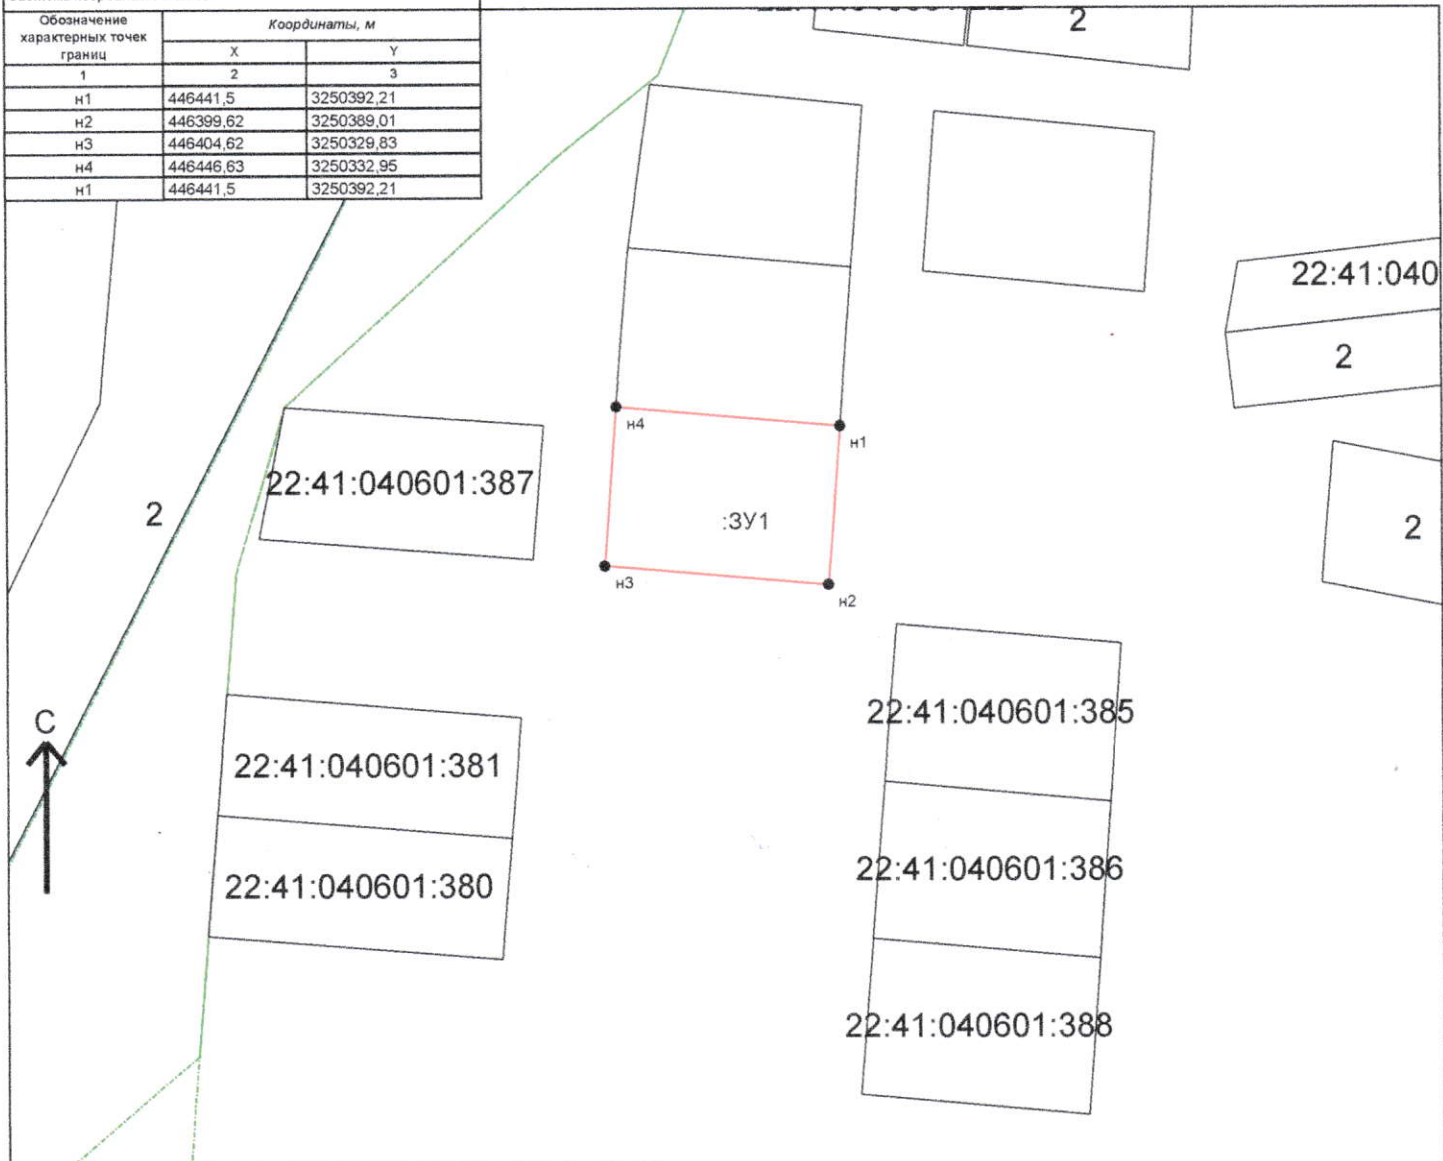 Обозначение
характерных точек
границ
Координаты, м
X
Y
1
2
3
н1
446441,5
3250392,21
н2
446399,62
3250389,01
н3
446404,62
3250329,83
н4
446446,63
3250332,95
н1
446441,5
3250392,21
2
22:41:040
2
н4
н1
22:41:040601:387
2
:ЗУ1
2
н3
н2
22:41:040601:385
С
22:41:040601:381
22:41:040601:386
22:41:040601:380
22:41:040601:388